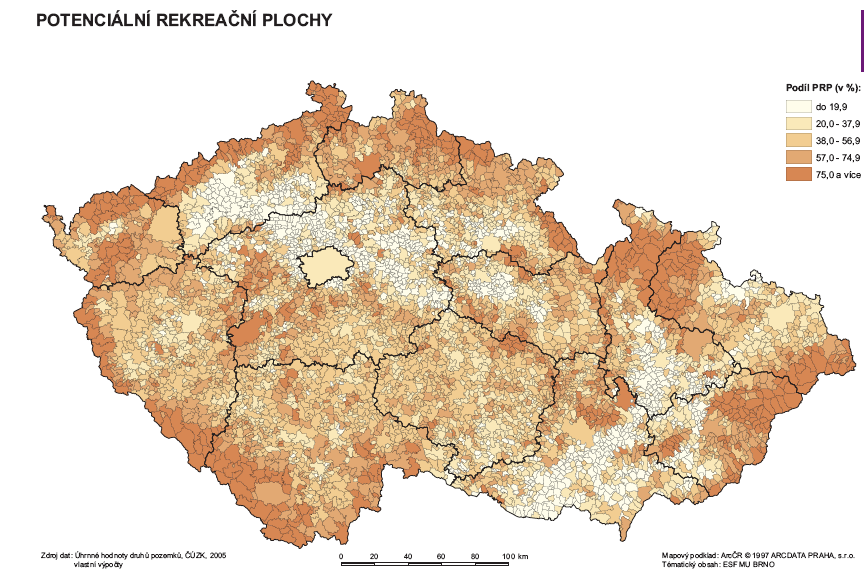 POTENCIÁLNÍ REKREAČNÍ PLOCHY
Podíl PRP (v %):
do 19,9
20,0 - 37,9
38,0 - 56,9
57,0 - 74,9
75,0 a více
Zdroj dat: Úhrnné hodnoty druhů pozemků, ČÚZK, 2005
vlastní výpočty
0 20 40 60 80 100 km
Mapový podklad: ArcČR © 1997 ARCDATA PRAHA, s.r.o.
Tématický obsah: ESF MU BRNO